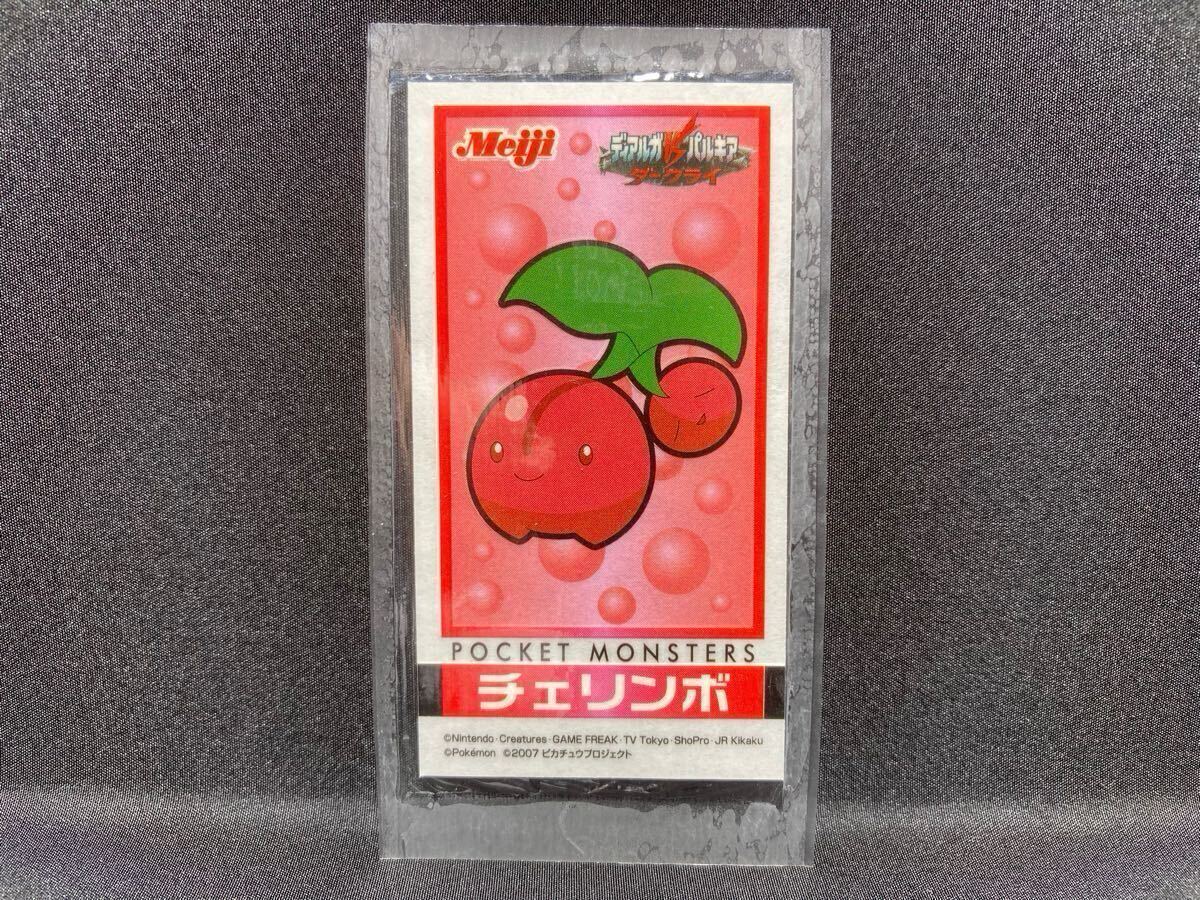 Meiji
ディアルガVSパルキア
ダークライ
POCKET MONSTERS
チェリンボ
©Nintendo・Creatures・GAME FREAK・TV Tokyo・ShoPro・JR Kikaku
©Pokémon ©2007 ピカチュウプロジェクト